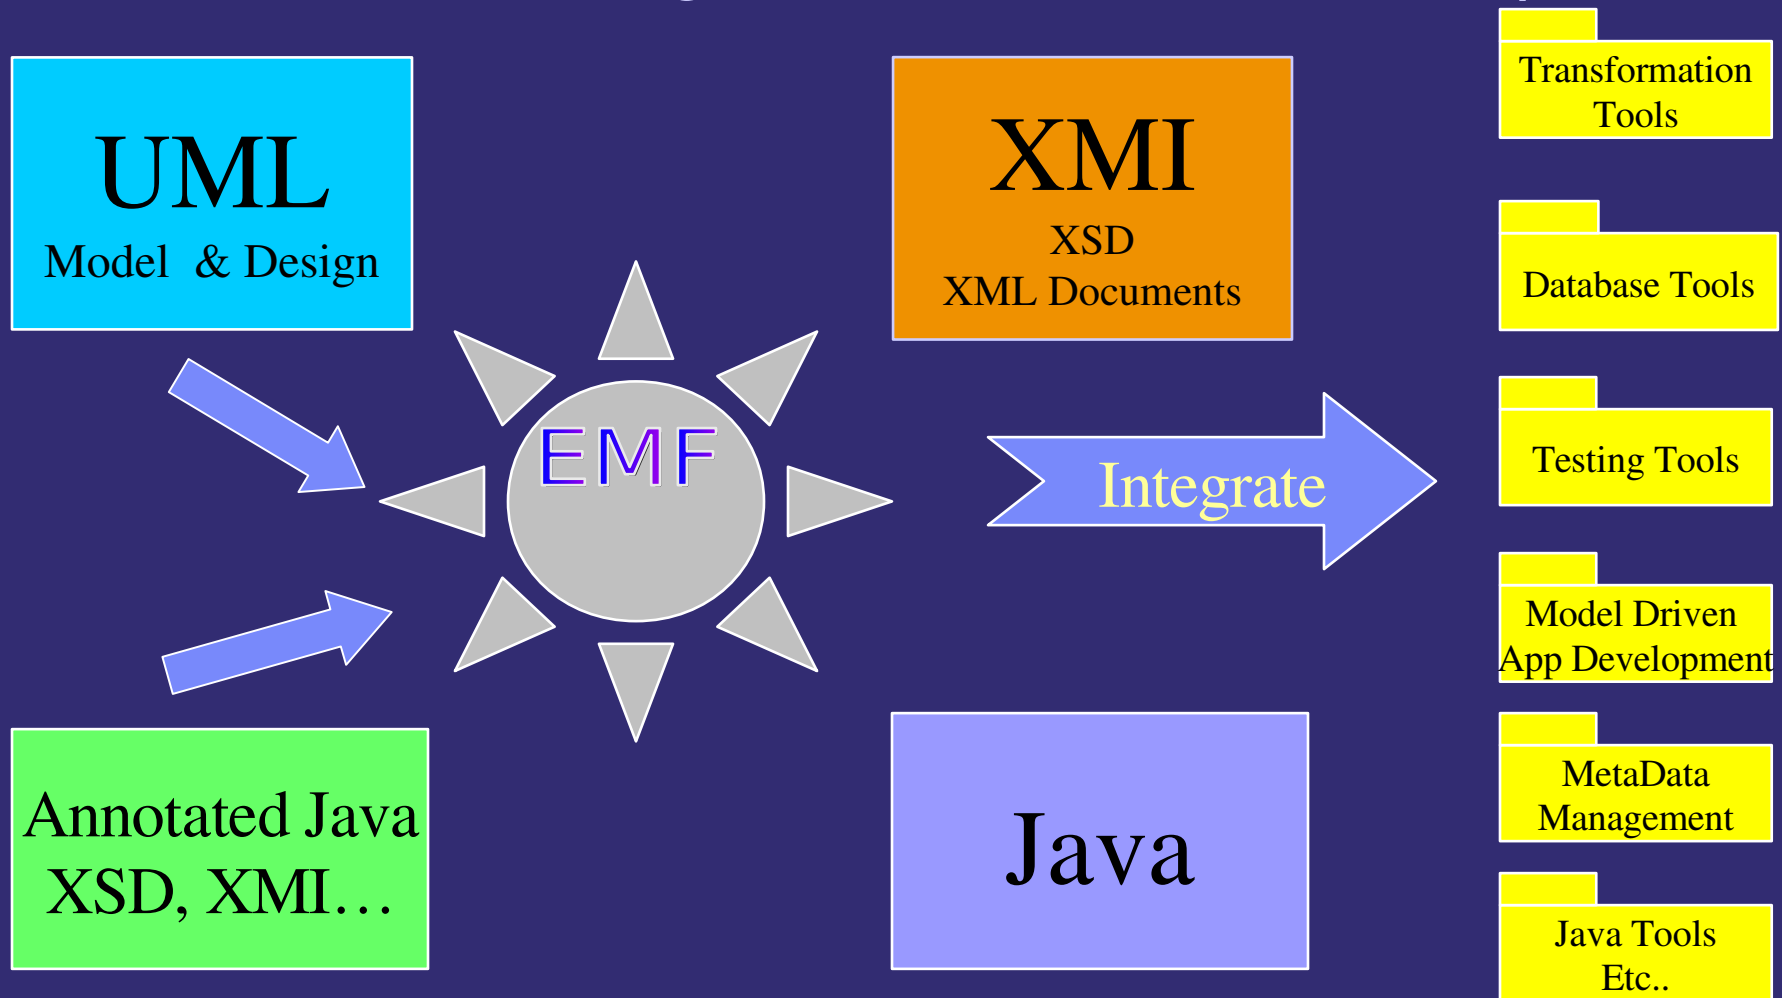 UML
Model & Design
XMI
XSD
XML Documents
EMF
Integrate
Annotated Java
XSD, XMI…
Java
Transformation
Tools
Database Tools
Testing Tools
Model Driven
App Development
MetaData
Management
Java Tools
Etc..